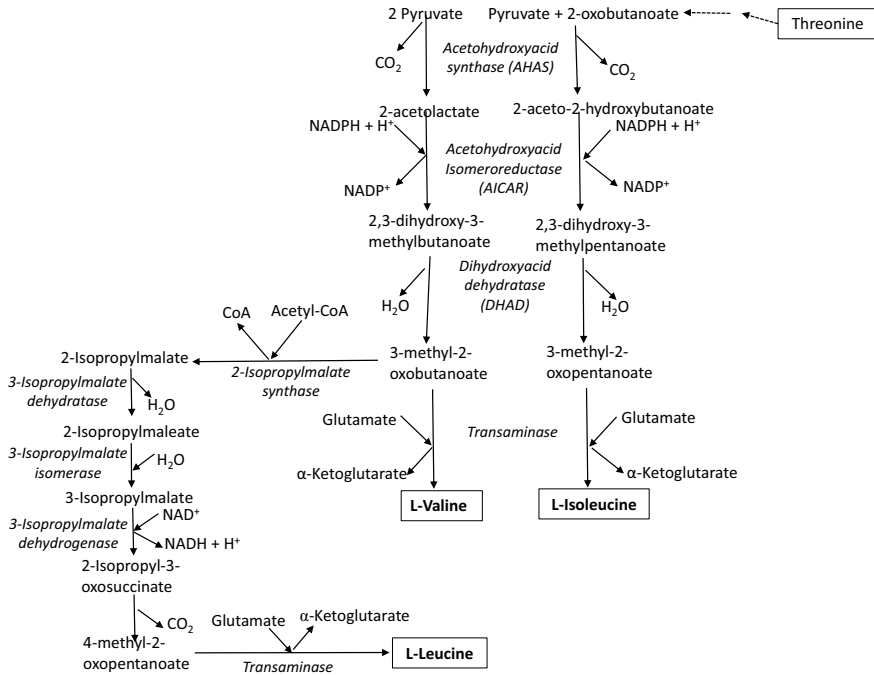 2 Pyruvate
Pyruvate + 2-oxobutanoate
Threonine
CO2
Acetohydroxyacid
synthase (AHAS)
CO2
2-acetolactate
2-aceto-2-hydroxybutanoate
NADPH + H+
NADPH + H+
Acetohydroxyacid
Isomeroreductase
(AICAR)
NADP+
NADP+
2,3-dihydroxy-3-
methylbutanoate
2,3-dihydroxy-3-
methylpentanoate
Dihydroxyacid
dehydratase
(DHAD)
H2O
H2O
CoA
Acetyl-CoA
2-Isopropylmalate
2-Isopropylmalate
synthase
3-methyl-2-
oxobutanoate
3-methyl-2-
oxopentanoate
3-Isopropylmalate
dehydratase
H2O
Glutamate
Transaminase
Glutamate
2-Isopropylmaleate
3-Isopropylmalate
isomerase
H2O
α-Ketoglutarate
α-Ketoglutarate
3-Isopropylmalate
L-Valine
L-Isoleucine
3-Isopropylmalate
dehydrogenase
NAD+
NADH + H+
2-Isopropyl-3-
oxosuccinate
CO2
Glutamate
α-Ketoglutarate
4-methyl-2-
oxopentanoate
Transaminase
L-Leucine